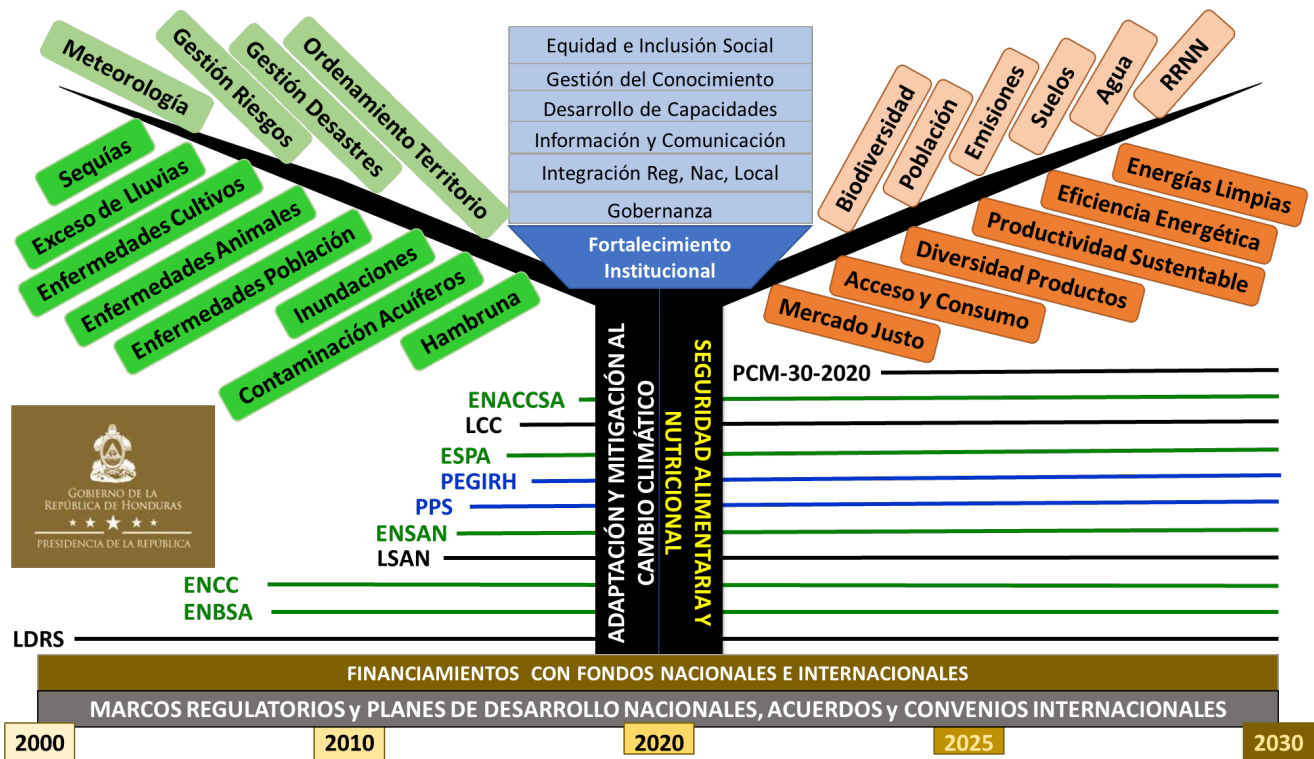 Meteorología
Gestión Riesgos
Gestión Desastres
Ordenamiento Territorio
Sequías
Exceso de Lluvias
Enfermedades Cultivos
Enfermedades Animales
Enfermedades Población
Inundaciones
Contaminación Acuíferos
Hambruna
Equidad e Inclusión Social
Gestión del Conocimiento
Desarrollo de Capacidades
Información y Comunicación
Integración Reg, Nac, Local
Gobernanza
Fortalecimiento
Institucional
Biodiversidad
Población
Emisiones
Suelos
Agua
RRNN
Energías Limpias
Eficiencia Energética
Productividad Sustentable
Diversidad Productos
Acceso y Consumo
Mercado Justo
ADAPTACIÓN Y MITIGACIÓN AL
CAMBIO CLIMÁTICO
SEGURIDAD ALIMENTARIA Y
NUTRICIONAL
PCM-30-2020
ENACCSA
LCC
ESPA
PEGIRH
PPS
ENSAN
LSAN
ENCC
ENBSA
LDRS
GOBIERNO DE LA
REPÚBLICA DE HONDURAS
PRESIDENCIA DE LA REPÚBLICA
FINANCIAMIENTOS CON FONDOS NACIONALES E INTERNACIONALES
MARCOS REGULATORIOS y PLANES DE DESARROLLO NACIONALES, ACUERDOS y CONVENIOS INTERNACIONALES
2000
2010
2020
2025
2030